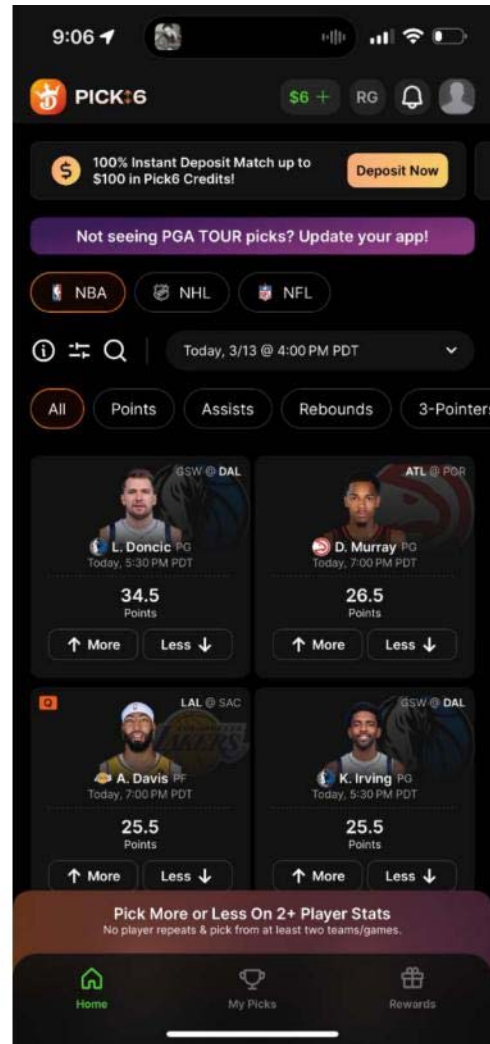 9:06
PICK6
$6 +
RG
100% Instant Deposit Match up to
$100 in Pick6 Credits!
Deposit Now
Not seeing PGA TOUR picks? Update your app!
NBA
NHL
NFL
Today, 3/13 @ 4:00 PM PDT
All
Points
Assists
Rebounds
3-Pointers
GSW @ DAL
L. Doncic PG
Today, 5:30 PM PDT
34.5
Points
More
Less
ATL @ POR
D. Murray PG
Today, 7:00 PM PDT
26.5
Points
More
Less
Q
LAL @ SAC
LAKERS
A. Davis PF
Today, 7:00 PM PDT
25.5
Points
More
Less
GSW @ DAL
K. Irving PG
Today, 5:30 PM PDT
25.5
Points
More
Less
Pick More or Less On 2+ Player Stats
No player repeats & pick from at least two teams/games.
Home
My Picks
Rewards